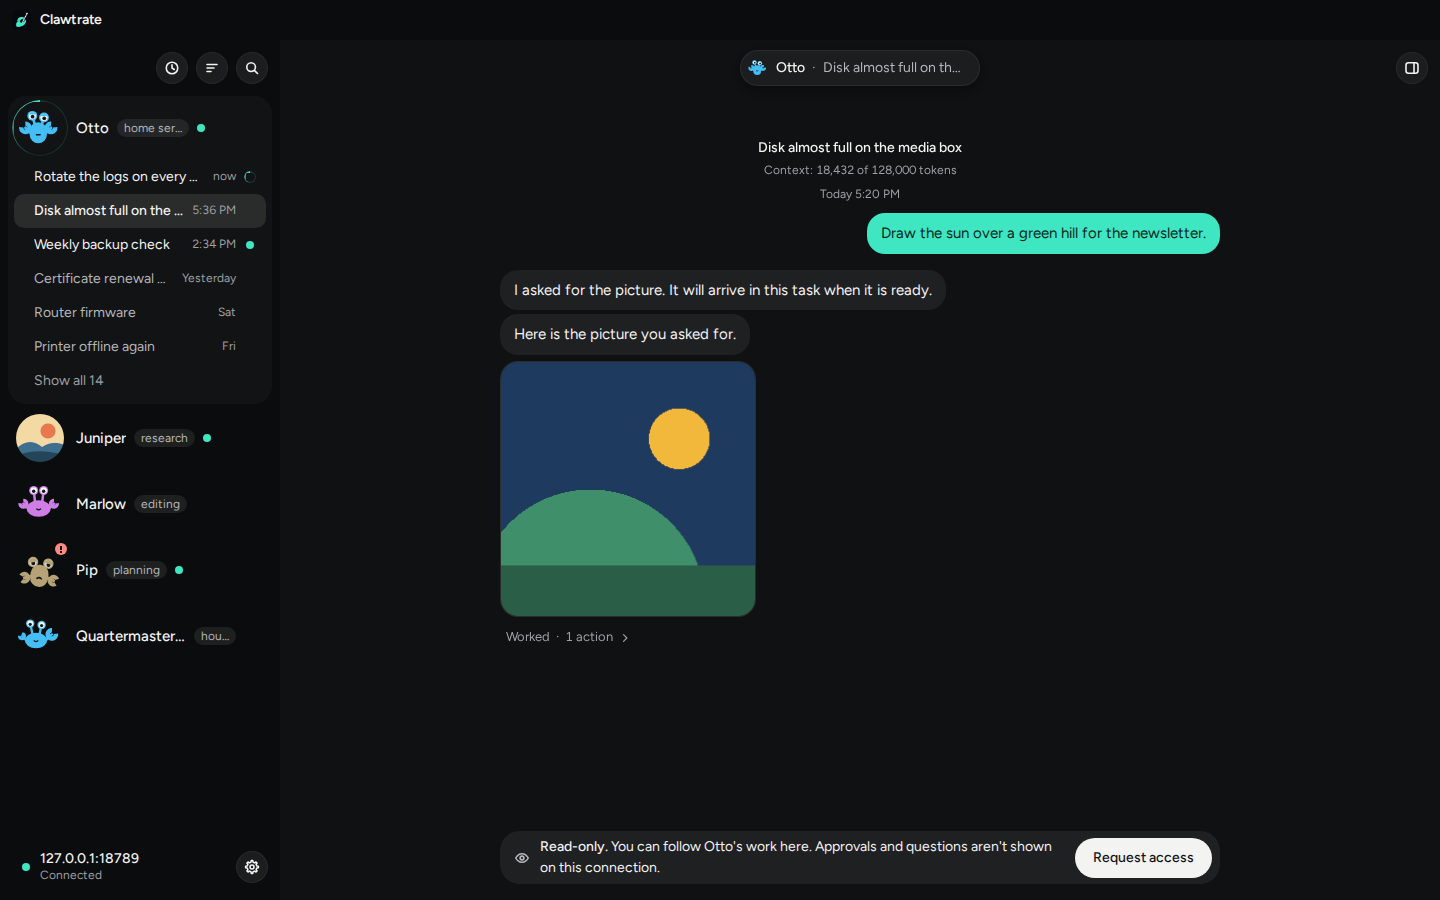 Clawtrate
Otto · Disk almost full on th...
Otto home ser...
Rotate the logs on every ... now
Disk almost full on the ... 5:36 PM
Weekly backup check 2:34 PM
Certificate renewal ... Yesterday
Router firmware Sat
Printer offline again Fri
Show all 14
Juniper research
Marlow editing
Pip planning
Quartermaster... hou...
127.0.0.1:18789
Connected
Disk almost full on the media box
Context: 18,432 of 128,000 tokens
Today 5:20 PM
Draw the sun over a green hill for the newsletter.
I asked for the picture. It will arrive in this task when it is ready.
Here is the picture you asked for.
Worked · 1 action
Read-only. You can follow Otto's work here. Approvals and questions aren't shown
on this connection.
Request access